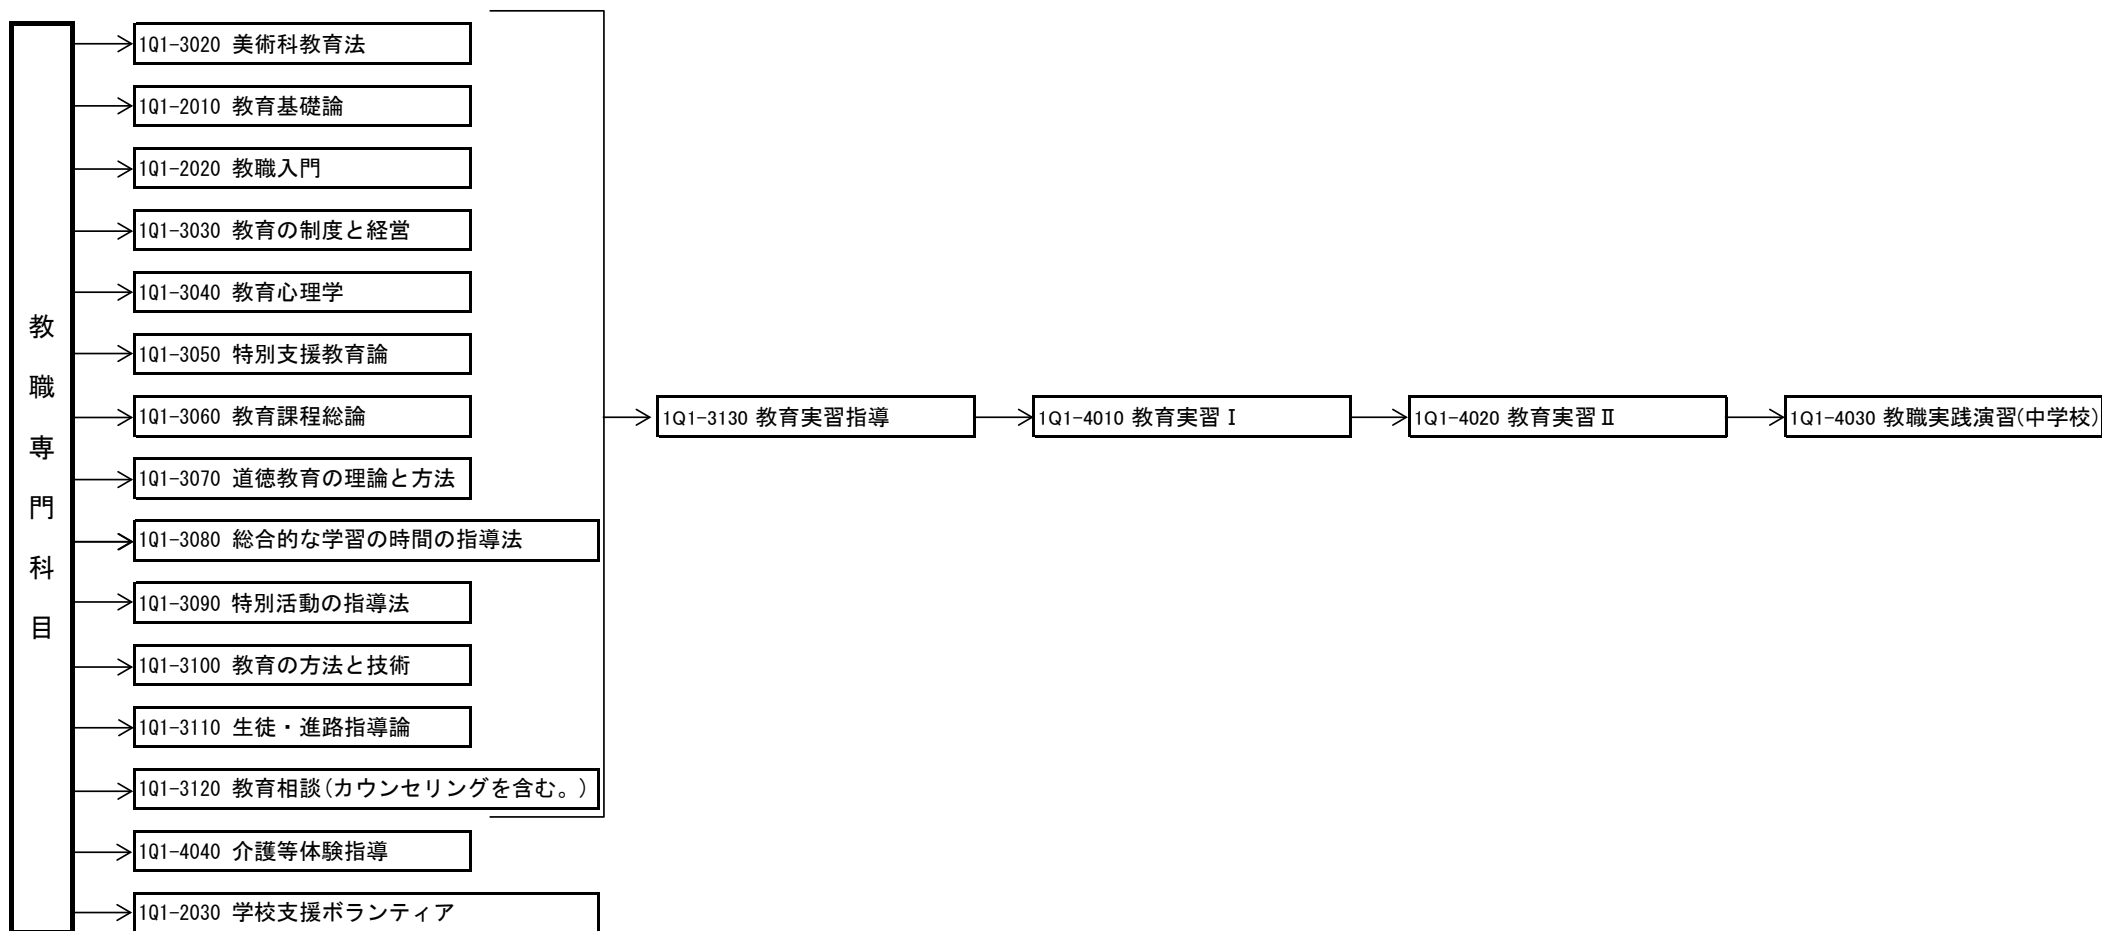 教職専門科目
1Q1-3020 美術科教育法
1Q1-2010 教育基礎論
1Q1-2020 教職入門
1Q1-3030 教育の制度と経営
1Q1-3040 教育心理学
1Q1-3050 特別支援教育論
1Q1-3060 教育課程総論
1Q1-3070 道徳教育の理論と方法
1Q1-3080 総合的な学習の時間の指導法
1Q1-3090 特別活動の指導法
1Q1-3100 教育の方法と技術
1Q1-3110 生徒・進路指導論
1Q1-3120 教育相談(カウンセリングを含む。)
1Q1-4040 介護等体験指導
1Q1-2030 学校支援ボランティア
1Q1-3130 教育実習指導
1Q1-4010 教育実習Ⅰ
1Q1-4020 教育実習Ⅱ
1Q1-4030 教職実践演習(中学校)